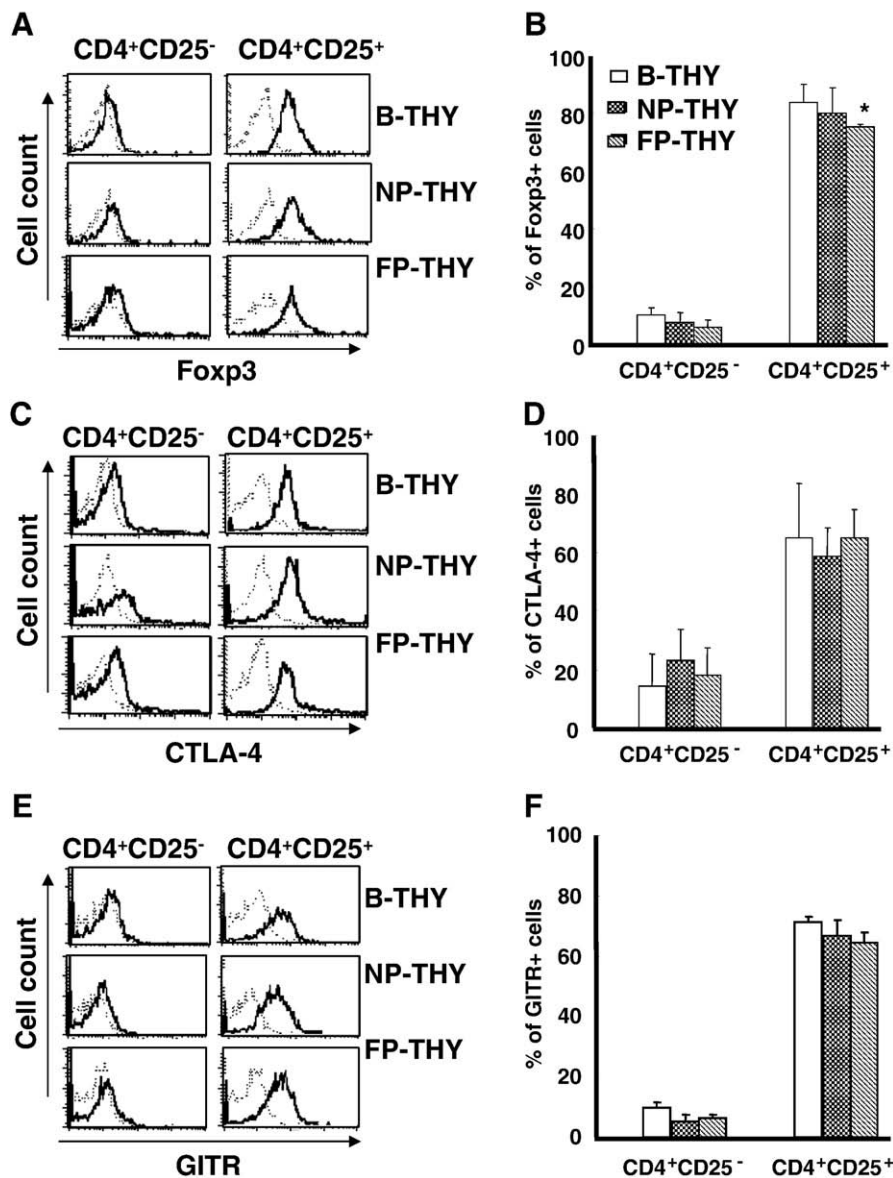 A
CD4+CD25-
CD4+CD25+
B-THY
NP-THY
FP-THY
Cell count
Foxp3
B
100
80
60
40
20
0
% of Foxp3+ cells
B-THY
NP-THY
FP-THY
*
CD4+CD25 -
CD4+CD25+
C
CD4+CD25-
CD4+CD25+
B-THY
NP-THY
FP-THY
Cell count
CTLA-4
D
100
80
60
40
20
0
% of CTLA-4+ cells
CD4+CD25 -
CD4+CD25+
E
CD4+CD25-
CD4+CD25+
B-THY
NP-THY
FP-THY
Cell count
GITR
F
100
80
60
40
20
0
% of GITR+ cells
CD4+CD25 -
CD4+CD25+